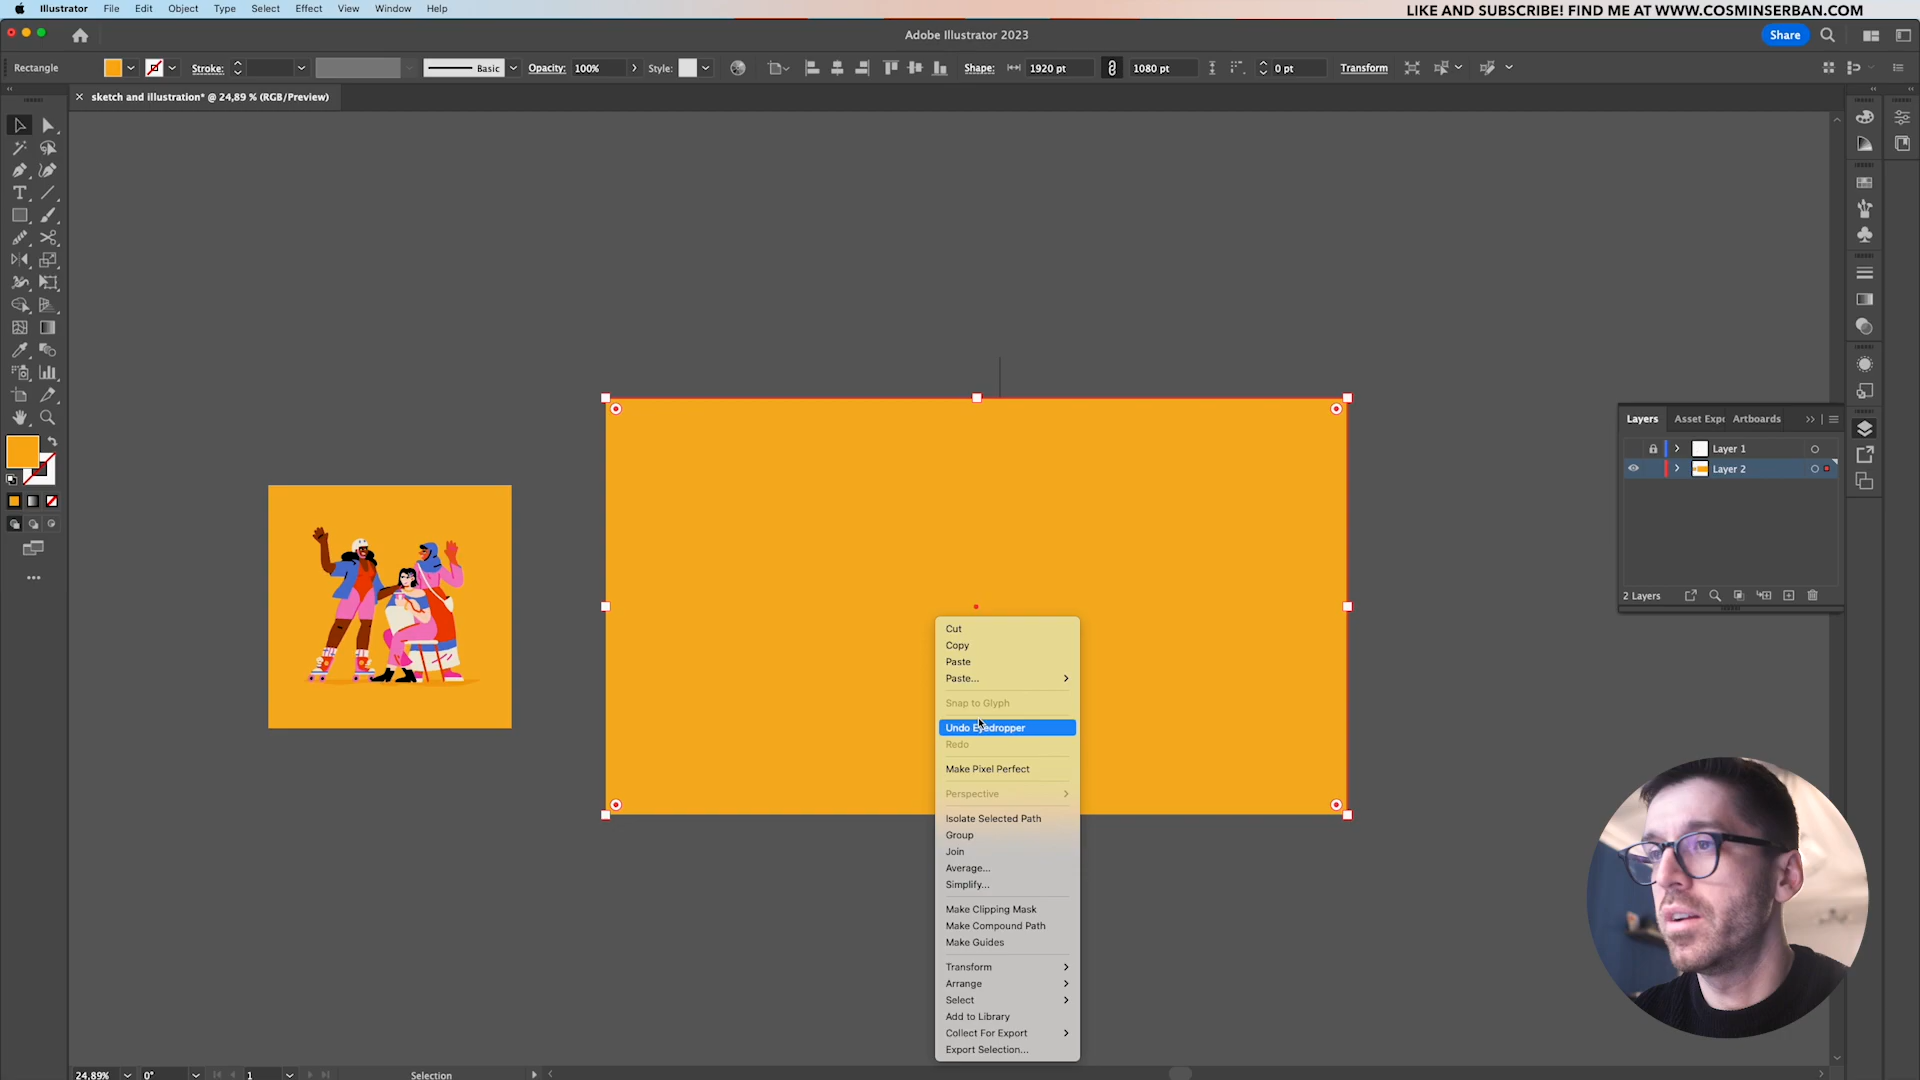 Illustrator File Edit Object Type Select Effect View Window Help
LIKE AND SUBSCRIBE! FIND ME AT WWW.COSMINSERBAN.COM
Adobe Illustrator 2023
Share
Rectangle
Stroke:
Basic
Opacity: 100%
Style:
Shape: 1920 pt
1080 pt
0 pt
Transform
sketch and illustration* @ 24,89 % (RGB/Preview)
Layers Asset Expo Artboards
Layer 1
Layer 2
2 Layers
Cut
Copy
Paste
Paste...
Snap to Glyph
Undo Eyedropper
Redo
Make Pixel Perfect
Perspective
Isolate Selected Path
Group
Join
Average...
Simplify...
Make Clipping Mask
Make Compound Path
Make Guides
Transform
Arrange
Select
Add to Library
Collect For Export
Export Selection...
24,89% 0° 1 Selection